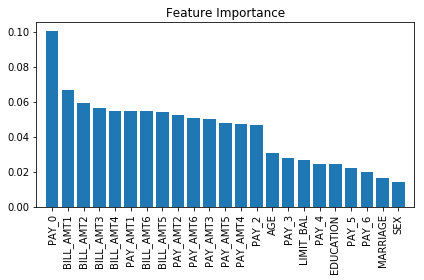 Feature Importance
0.10
0.08
0.06
0.04
0.02
0.00
PAY_0
BILL_AMT1
BILL_AMT2
BILL_AMT3
BILL_AMT4
PAY_AMT1
BILL_AMT6
BILL_AMT5
PAY_AMT2
PAY_AMT6
PAY_AMT3
PAY_AMT5
PAY_AMT4
PAY_2
AGE
PAY_3
LIMIT_BAL
PAY_4
EDUCATION
PAY_5
PAY_6
MARRIAGE
SEX